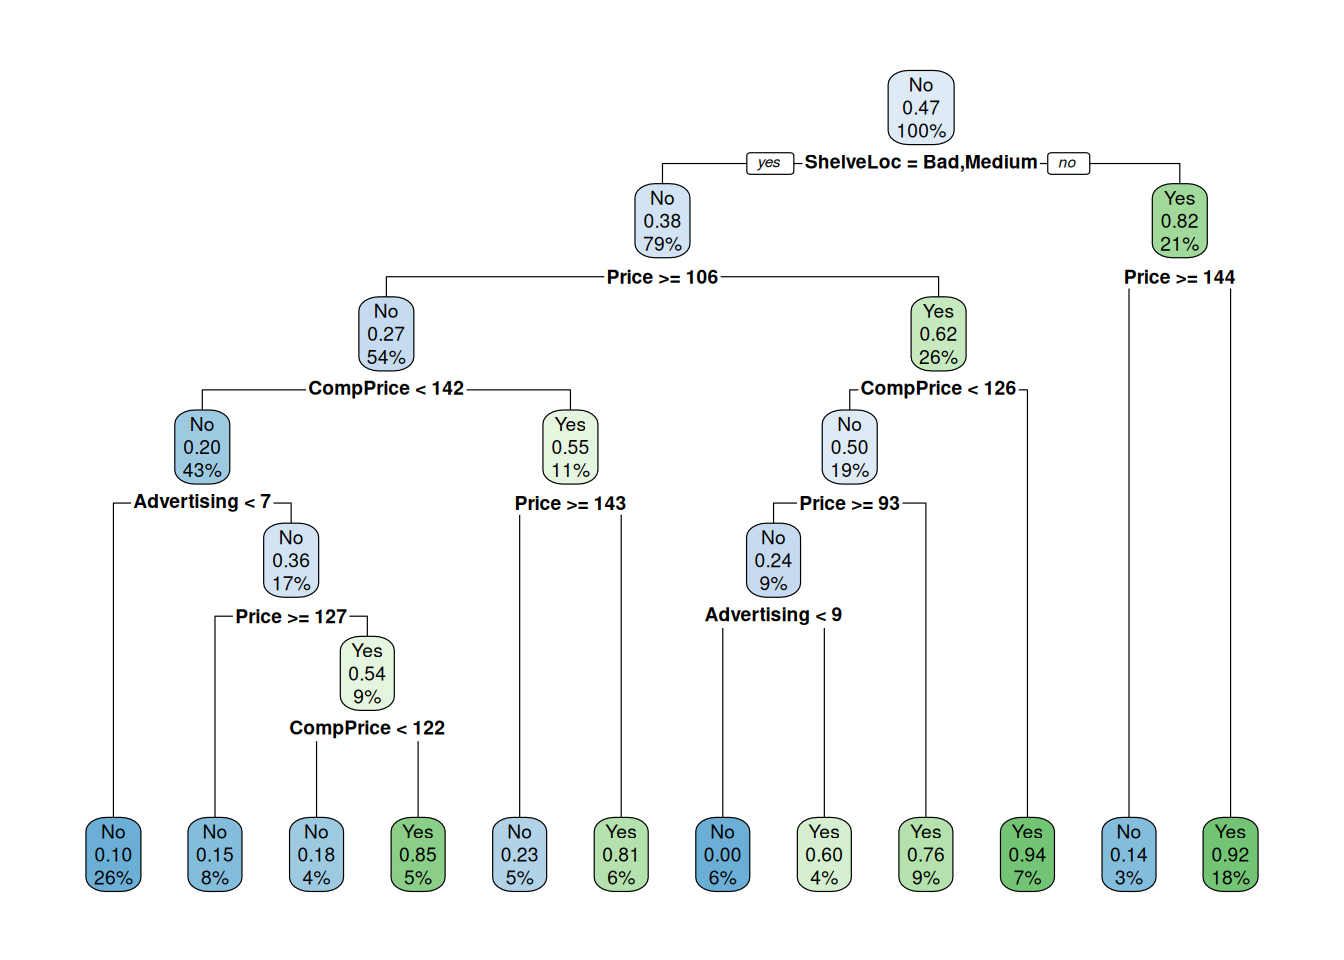 No
0.47
100%
yes
ShelveLoc = Bad,Medium
no
No
0.38
79%
Yes
0.82
21%
Price >= 106
Price >= 144
No
0.27
54%
Yes
0.62
26%
CompPrice < 142
CompPrice < 126
No
0.20
43%
Yes
0.55
11%
No
0.50
19%
Advertising < 7
Price >= 143
Price >= 93
No
0.36
17%
No
0.24
9%
Price >= 127
Advertising < 9
Yes
0.54
9%
CompPrice < 122
No
0.10
26%
No
0.15
8%
No
0.18
4%
Yes
0.85
5%
No
0.23
5%
Yes
0.81
6%
No
0.00
6%
Yes
0.60
4%
Yes
0.76
9%
Yes
0.94
7%
No
0.14
3%
Yes
0.92
18%